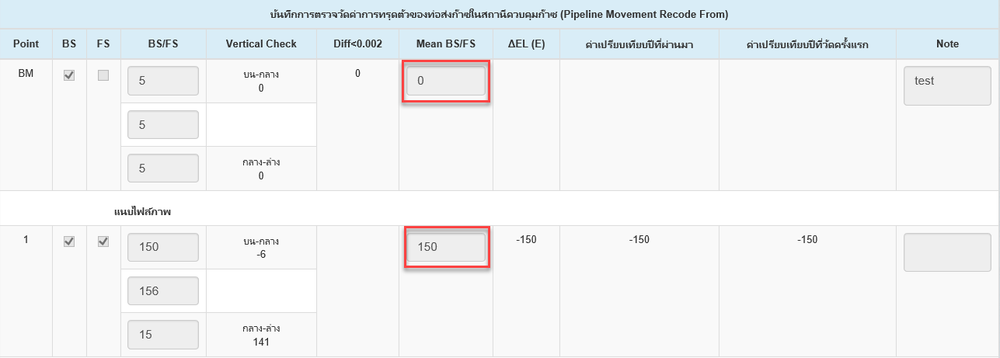 บันทึกการตรวจวัดค่าการทรุดตัวของท่อส่งก๊าซในสถานีควบคุมก๊าซ (Pipeline Movement Recode From)
Point BS FS BS/FS Vertical Check Diff<0.002 Mean BS/FS ΔEL (E) ค่าเปรียบเทียบปีที่ผ่านมา ค่าเปรียบเทียบปีที่วัดครั้งแรก Note
BM 5 บน-กลาง 0 0 test
0
5
5 กลาง-ล่าง
0
แนบไฟล์ภาพ
1 150 บน-กลาง 150 -150 -150 -150
-6
156
15 กลาง-ล่าง
141